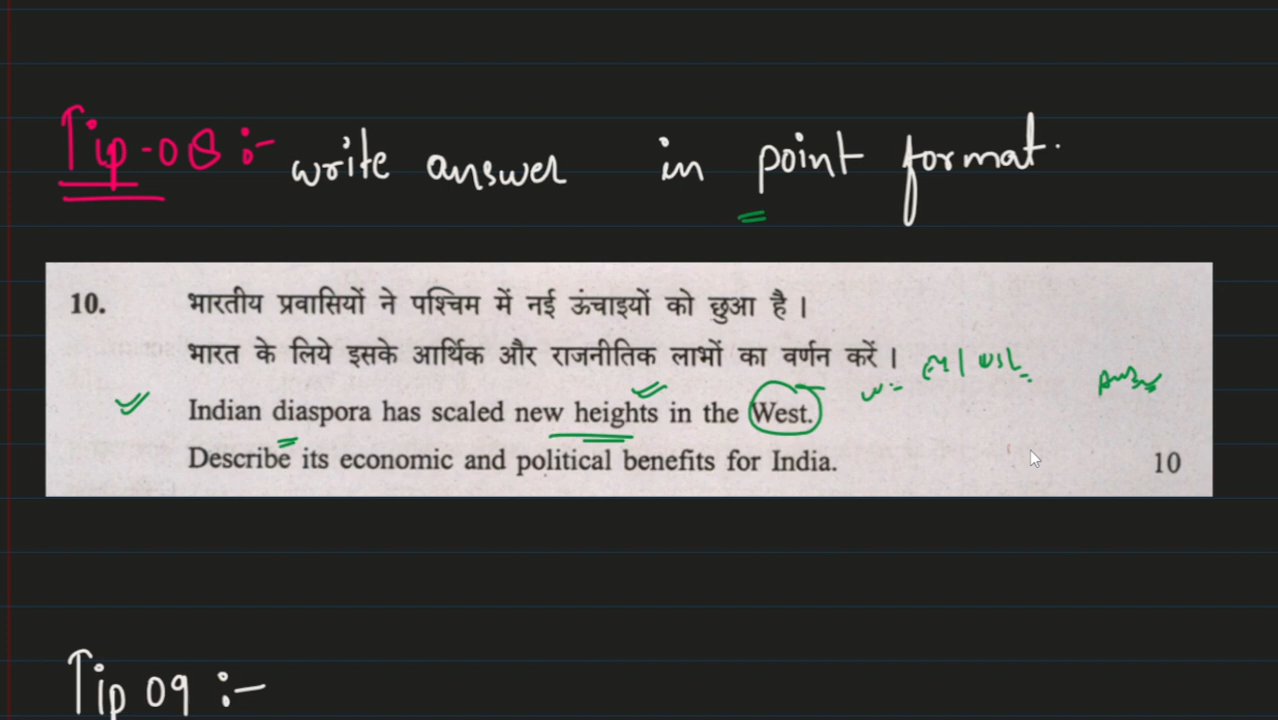 Tip-08 :- write answer in point format.
10. भारतीय प्रवासियों ने पश्चिम में नई ऊंचाइयों को छुआ है ।
भारत के लिये इसके आर्थिक और राजनीतिक लाभों का वर्णन करें ।
Indian diaspora has scaled new heights in the West.
Describe its economic and political benefits for India. 10
Tip 09 :-